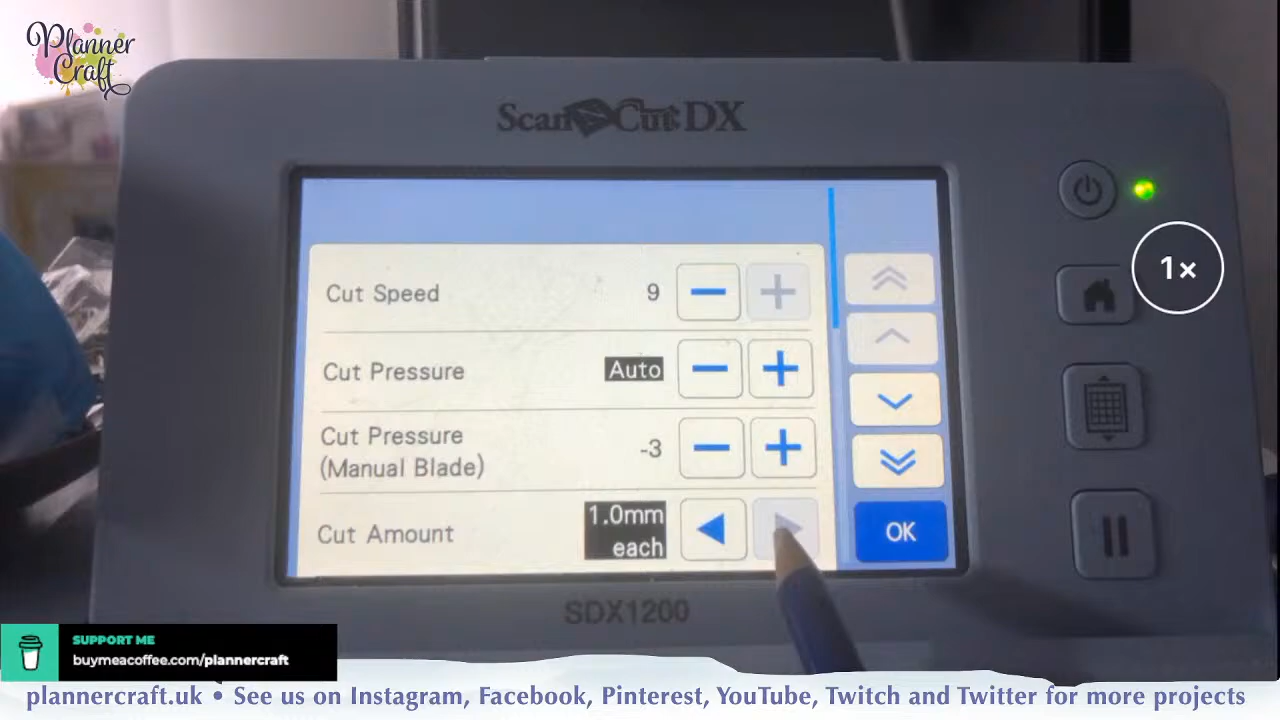 Planner
Craft
ScanNCut DX
1×
Cut Speed 9
Cut Pressure Auto
Cut Pressure
(Manual Blade) -3
Cut Amount 1.0mm
each
OK
SDX1200
SUPPORT ME
buymeacoffee.com/plannercraft
plannercraft.uk • See us on Instagram, Facebook, Pinterest, YouTube, Twitch and Twitter for more projects